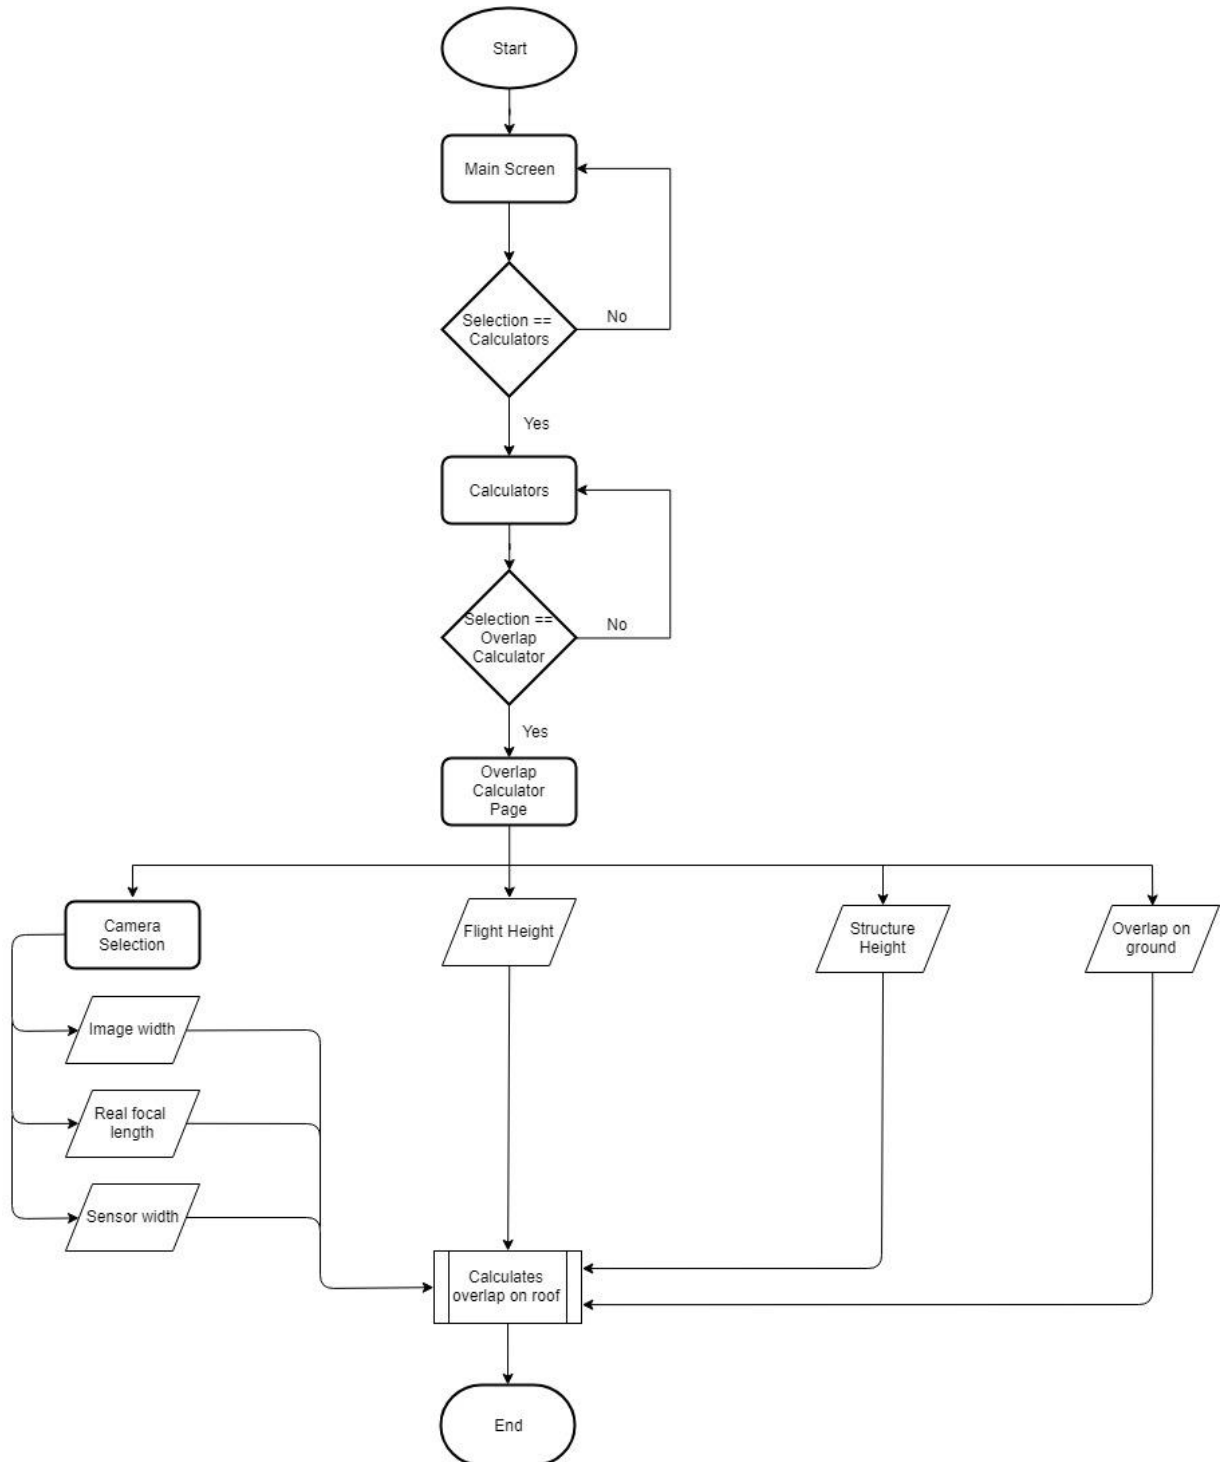 Start
Main Screen
Selection ==
Calculators
No
Yes
Calculators
Selection ==
Overlap
Calculator
No
Yes
Overlap
Calculator
Page
Camera
Selection
Flight Height
Structure
Height
Overlap on
ground
Image width
Real focal
length
Sensor width
Calculates
overlap on roof
End